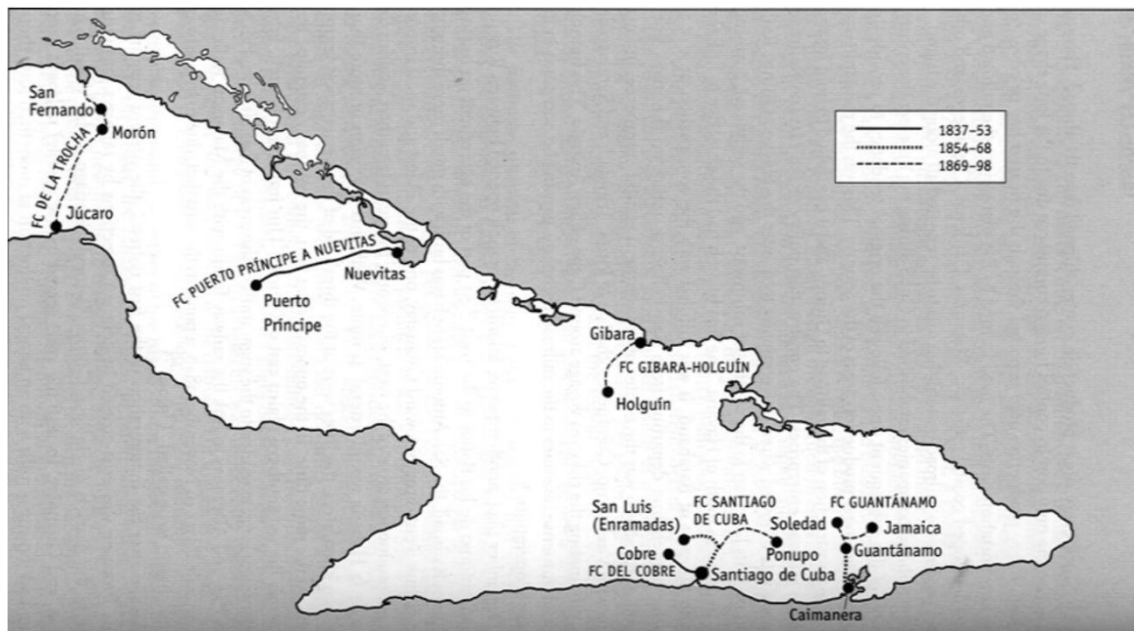 San
Fernando
Morón
FC DE LA TROCHA
Júcaro
1837–53
1854–68
1869–98
FC PUERTO PRÍNCIPE A NUEVITAS
Nuevitas
Puerto
Príncipe
Gibara
FC GIBARA-HOLGUÍN
Holguín
San Luis
(Enramadas)
FC SANTIAGO
DE CUBA
FC GUANTÁNAMO
Soledad
Jamaica
Cobre
Ponupo
Guantánamo
FC DEL COBRE
Santiago de Cuba
Caimanera